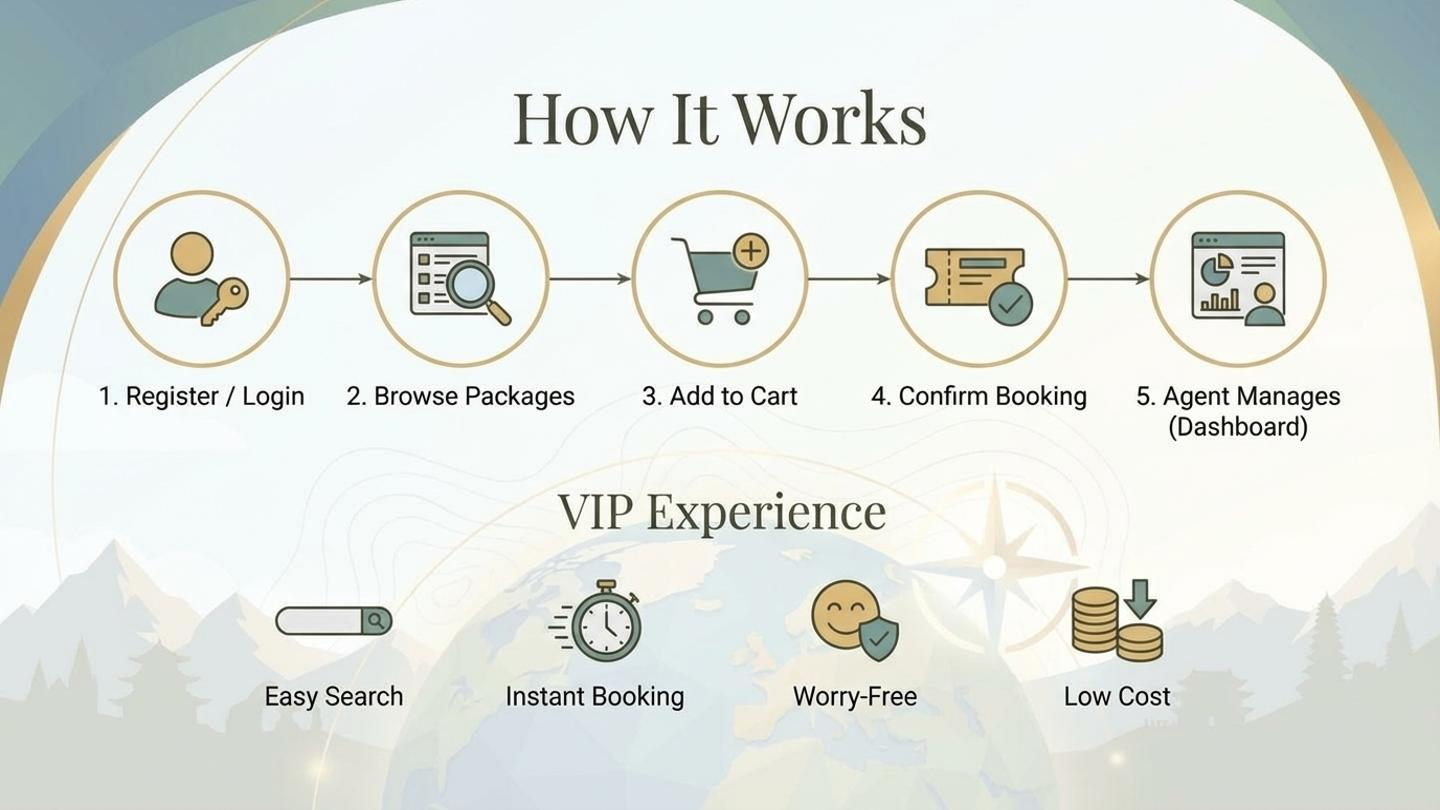 How It Works
1. Register / Login
2. Browse Packages
3. Add to Cart
4. Confirm Booking
5. Agent Manages
(Dashboard)
VIP Experience
Easy Search
Instant Booking
Worry-Free
Low Cost